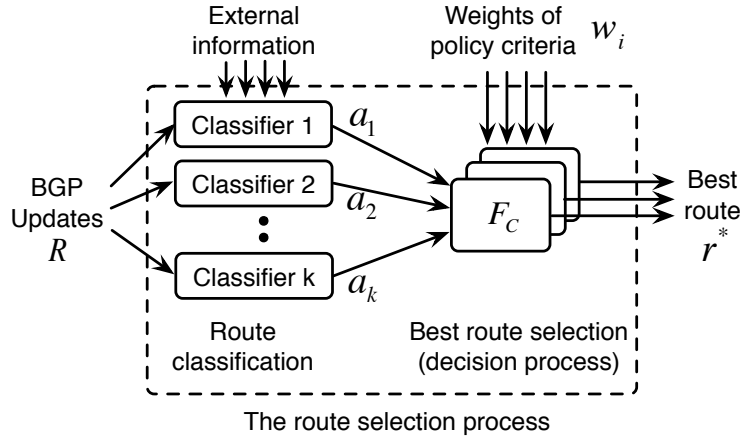 External
information
Weights of
policy criteria w_i
Classifier 1
a_1
Classifier 2
a_2
Classifier k
a_k
BGP
Updates
R
F_C
Best
route
r^*
Route
classification
Best route selection
(decision process)
The route selection process